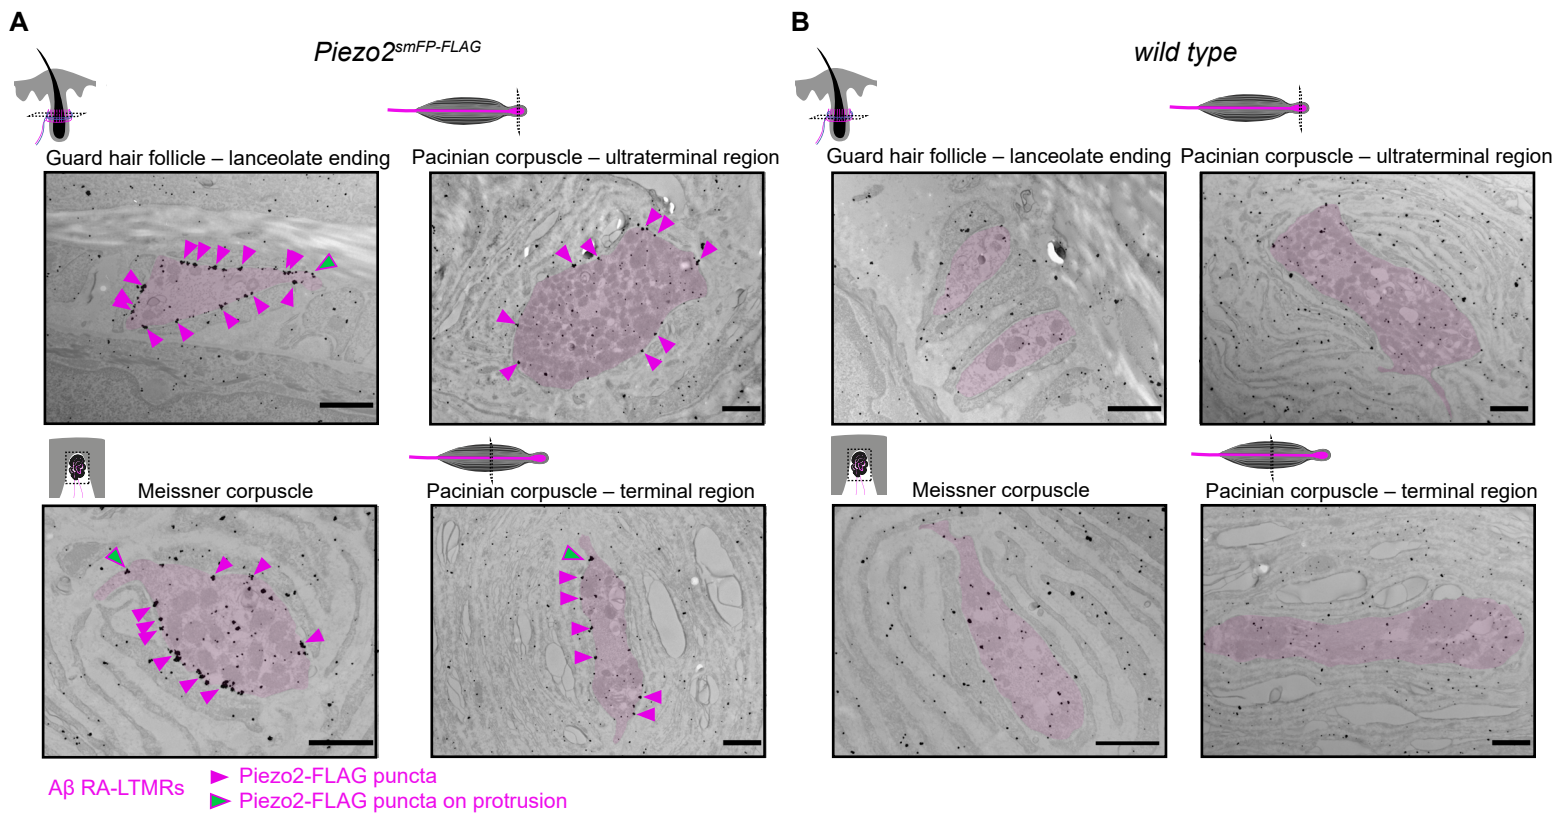 A
Piezo2smFP-FLAG
Guard hair follicle – lanceolate ending
Pacinian corpuscle – ultraterminal region
Meissner corpuscle
Pacinian corpuscle – terminal region
Aβ RA-LTMRs
Piezo2-FLAG puncta
Piezo2-FLAG puncta on protrusion
B
wild type
Guard hair follicle – lanceolate ending
Pacinian corpuscle – ultraterminal region
Meissner corpuscle
Pacinian corpuscle – terminal region